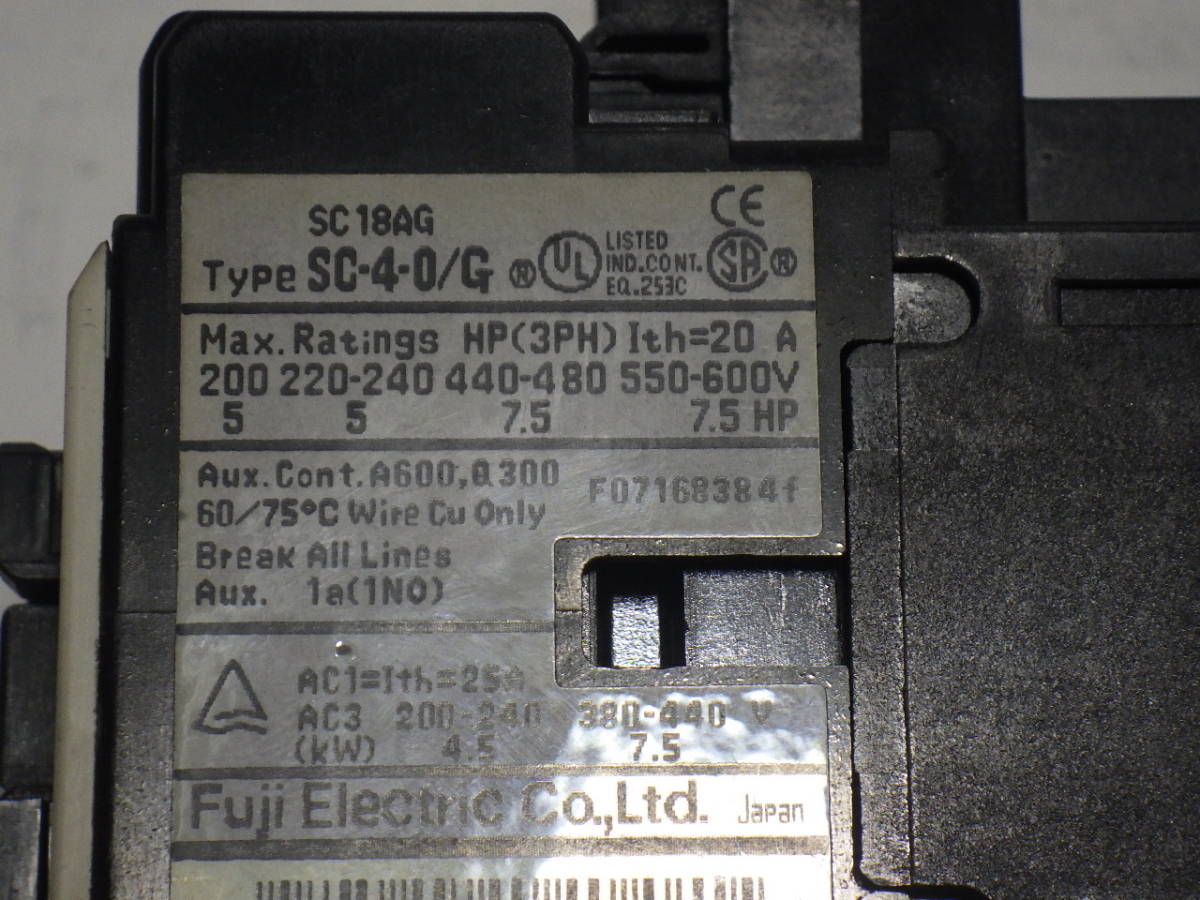 SC18AG
CE
Type SC-4-0/G ® UL LISTED IND.CONT. EQ.253C SA ®
Max. Ratings HP(3PH) Ith=20 A
200 220-240 440-480 550-600V
5 5 7.5 7.5 HP
Aux.Cont.A600,Q300
F07168384f
60/75°C Wire Cu Only
Break All Lines
Aux. 1a(1NO)
AC1=Ith=25A
AC3 200-240 380-440 V
(kW) 4.5 7.5
Fuji Electric Co.,Ltd. Japan